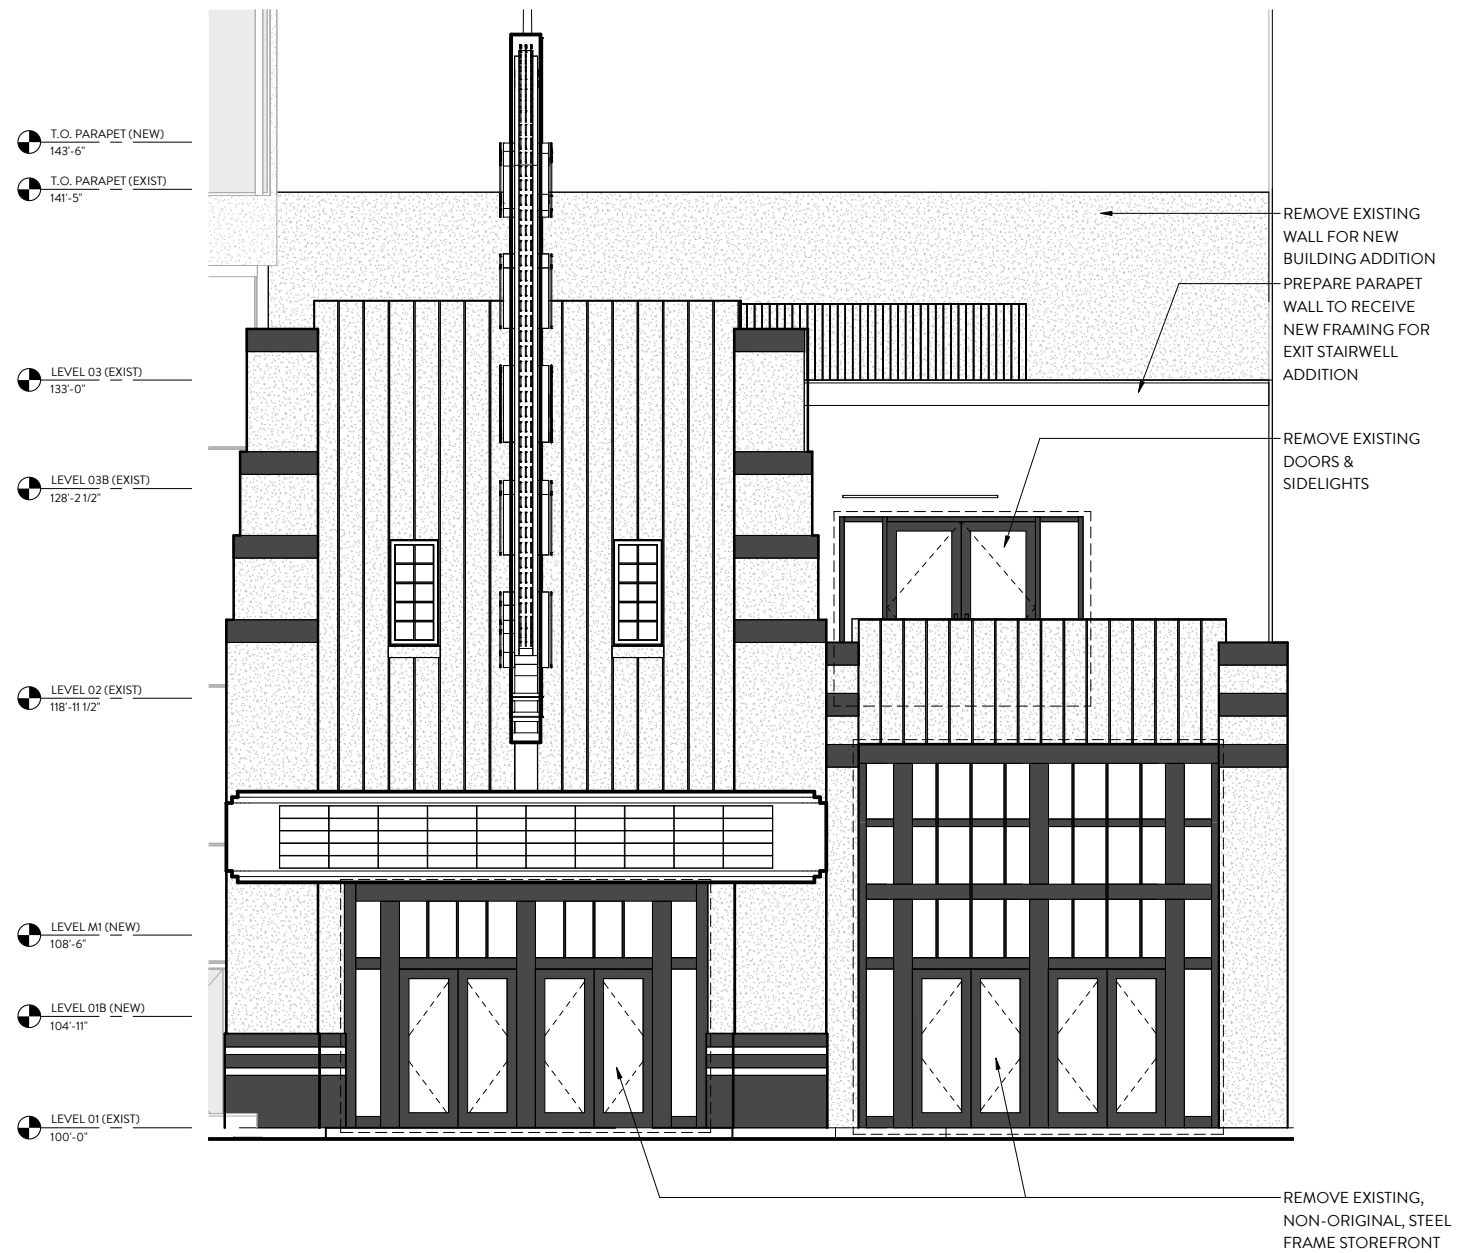 T.O. PARAPET (NEW)
143'-6"
T.O. PARAPET (EXIST)
141'-5"
LEVEL 03 (EXIST)
133'-0"
LEVEL 03B (EXIST)
128'-2 1/2"
LEVEL 02 (EXIST)
118'-11 1/2"
LEVEL M1 (NEW)
108'-6"
LEVEL 01B (NEW)
104'-11"
LEVEL 01 (EXIST)
100'-0"
REMOVE EXISTING
WALL FOR NEW
BUILDING ADDITION
PREPARE PARAPET
WALL TO RECEIVE
NEW FRAMING FOR
EXIT STAIRWELL
ADDITION
REMOVE EXISTING
DOORS &
SIDELIGHTS
REMOVE EXISTING,
NON-ORIGINAL, STEEL
FRAME STOREFRONT